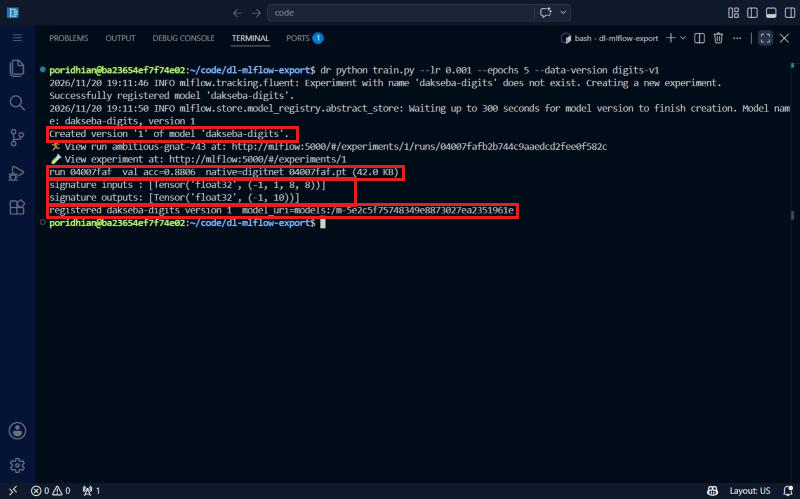 code
PROBLEMS OUTPUT DEBUG CONSOLE TERMINAL PORTS 1
bash - dl-mlflow-export
poridhian@ba23654ef7f74e02:~/code/dl-mlflow-export$ dr python train.py --lr 0.001 --epochs 5 --data-version digits-v1
2026/11/20 19:11:46 INFO mlflow.tracking.fluent: Experiment with name 'dakseba-digits' does not exist. Creating a new experiment.
Successfully registered model 'dakseba-digits'.
2026/11/20 19:11:50 INFO mlflow.store.model_registry.abstract_store: Waiting up to 300 seconds for model version to finish creation. Model nam
e: dakseba-digits, version 1
Created version '1' of model 'dakseba-digits'.
View run ambitious-gnat-743 at: http://mlflow:5000/#/experiments/1/runs/04007fafb2b744c9aaedcd2fee0f582c
View experiment at: http://mlflow:5000/#/experiments/1
run 04007faf val acc=0.8806 native=digitnet_04007faf.pt (42.0 KB)
signature inputs : [Tensor('float32', (-1, 1, 8, 8))]
signature outputs: [Tensor('float32', (-1, 10))]
registered dakseba-digits version 1 model_uri=models:/m-5e2c5f75748349e8873027ea2351961e
poridhian@ba23654ef7f74e02:~/code/dl-mlflow-export$
0 0 1 Layout: US